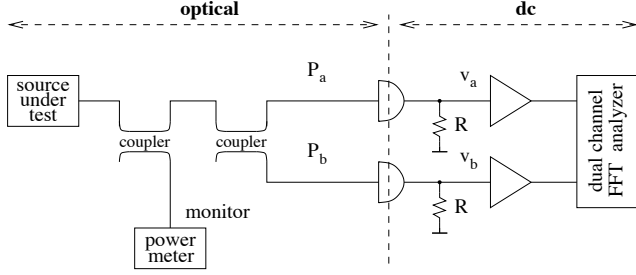 optical
dc
source
under
test
coupler
coupler
P_a
P_b
v_a
v_b
R
R
monitor
power
meter
dual channel
FFT analyzer